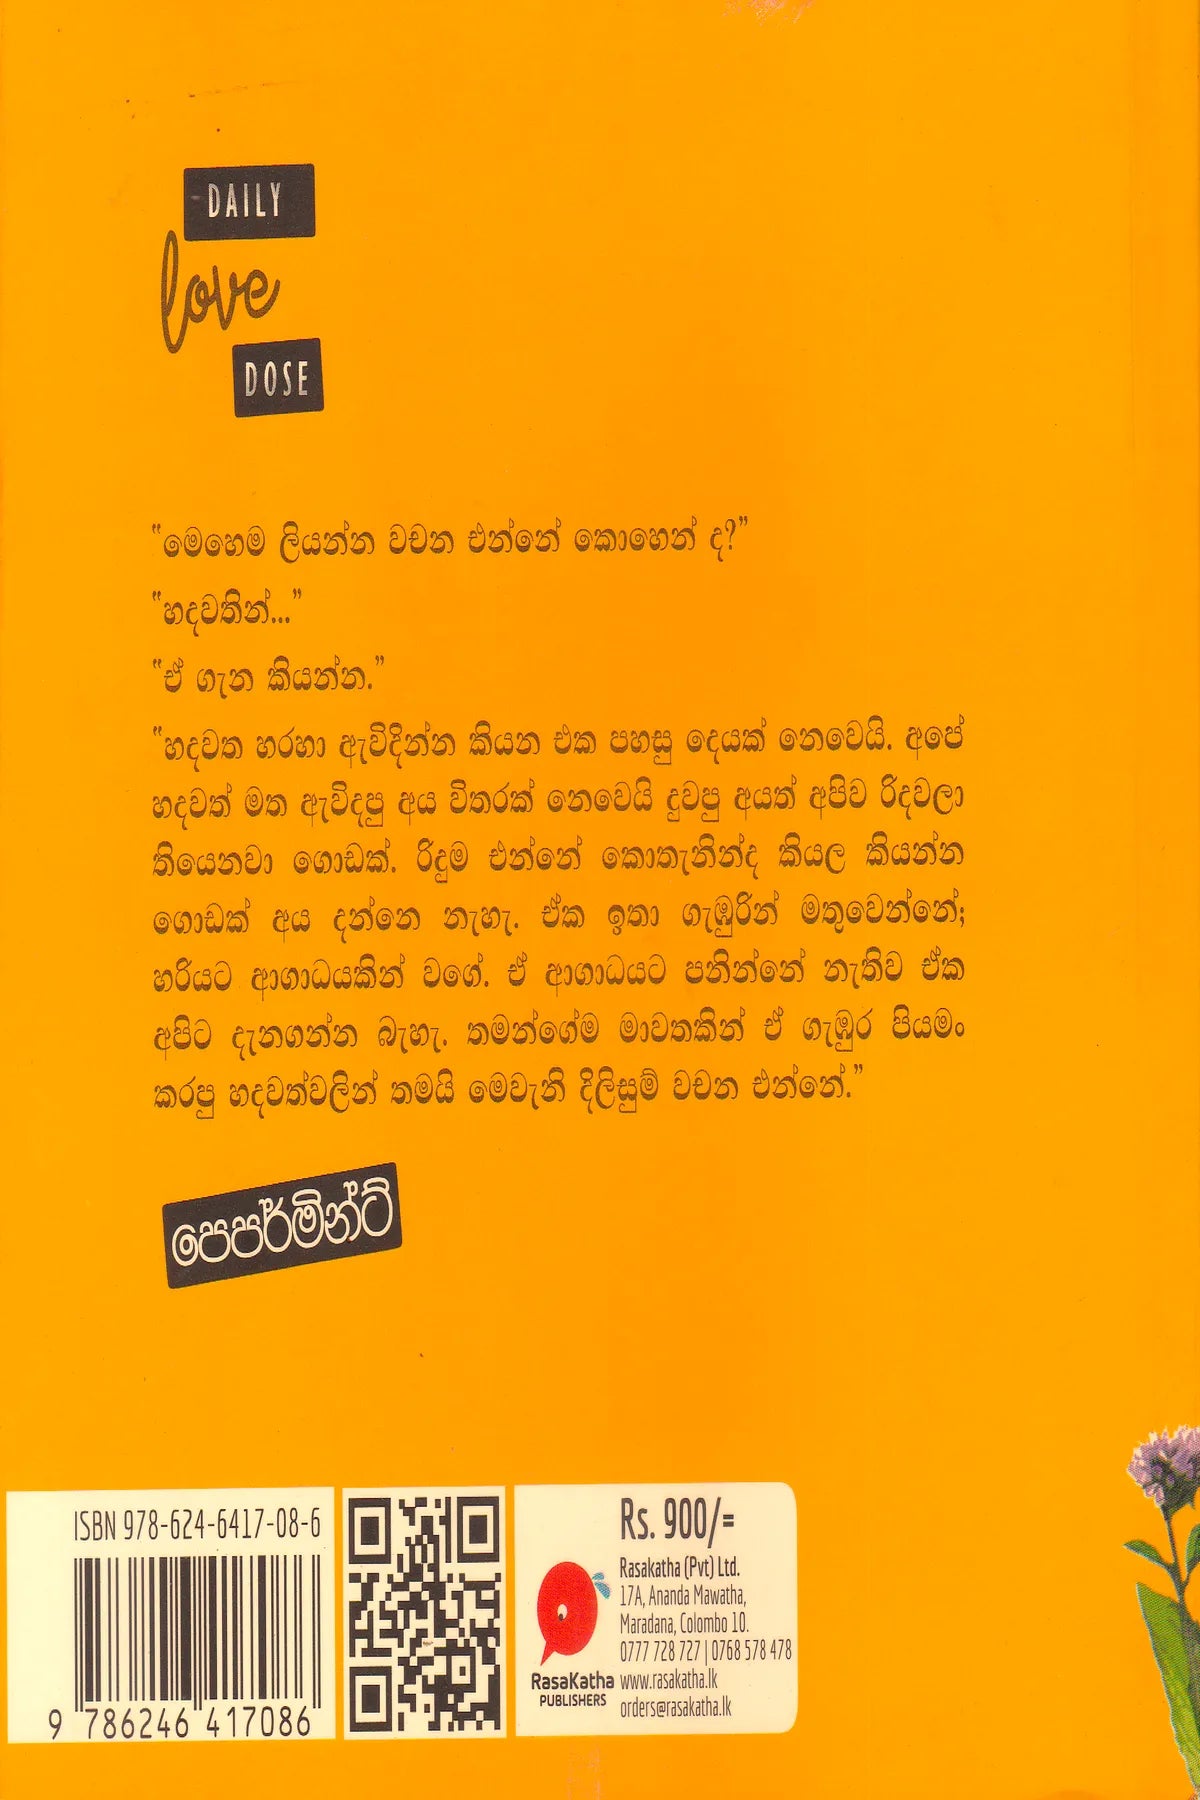 DAILY
love
DOSE
"මෙහෙම ලියන්න වචන එන්නේ කොහෙන් ද?"
"හදවතින්..."
"ඒ ගැන කියන්න."
"හදවත හරහා ඇවිදින්න කියන එක පහසු දෙයක් නෙවෙයි. අපේ
හදවත් මත ඇවිදපු අය විතරක් නෙවෙයි දුවපු අයත් අපිව රිදවලා
තියෙනවා ගොඩක්. රිදුම එන්නේ කොතැනින්ද කියල කියන්න
ගොඩක් අය දන්නෙ නැහැ. ඒක ඉතා ගැඹුරින් මතුවෙන්නේ;
හරියට ආගාධයකින් වගේ. ඒ ආගාධයට පනින්නේ නැතිව ඒක
අපිට දැනගන්න බැහැ. තමන්ගේම මාවතකින් ඒ ගැඹුර පියමං
කරපු හදවත්වලින් තමයි මෙවැනි දිලිසුම් වචන එන්නේ."
පෙපර්මින්ට්
ISBN 978-624-6417-08-6
9 786246 417086
Rs. 900/=
Rasakatha (Pvt) Ltd.
17A, Ananda Mawatha,
Maradana, Colombo 10.
0777 728 727 | 0768 578 478
www.rasakatha.lk
orders@rasakatha.lk
RasaKatha
PUBLISHERS